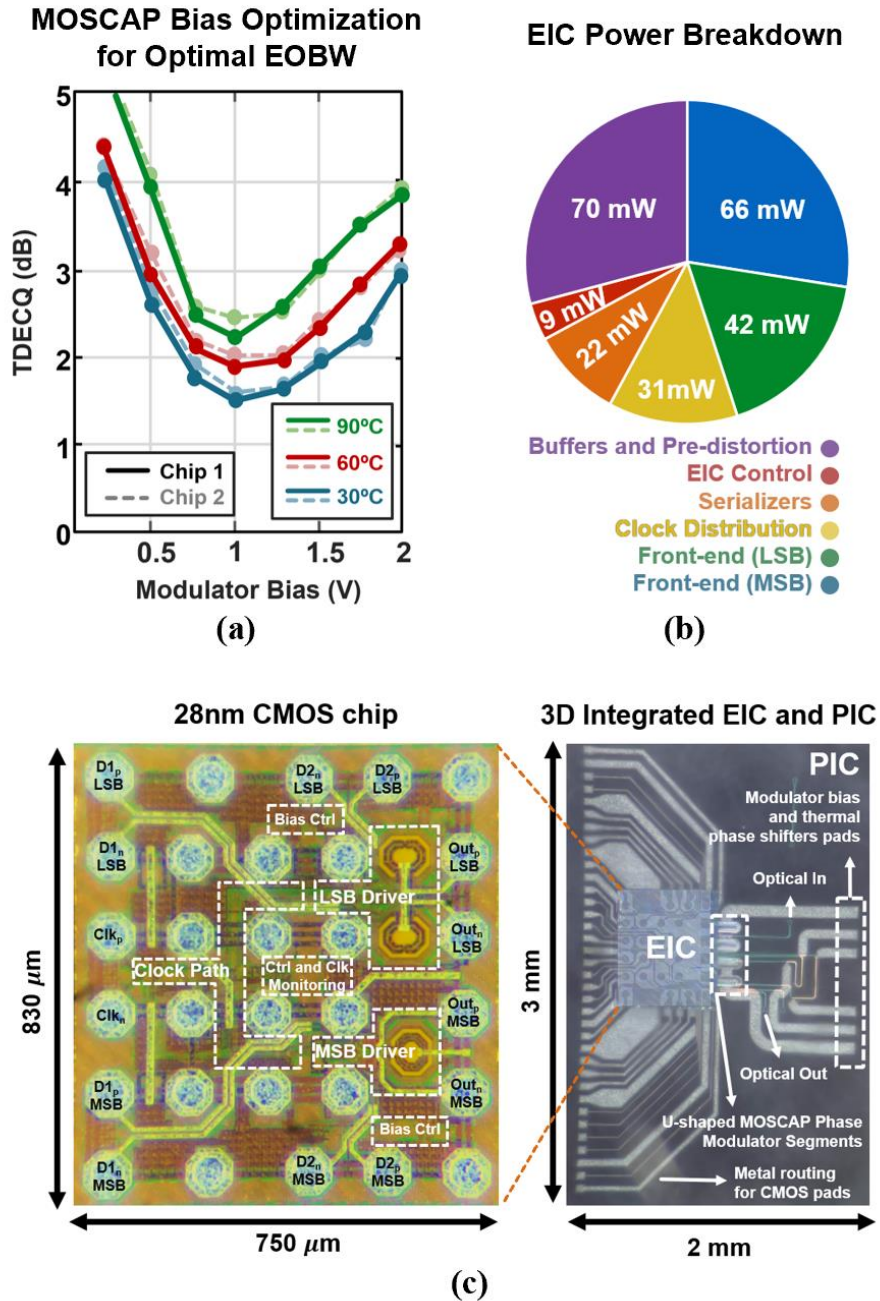 MOSCAP Bias Optimization
for Optimal EOBW
5
4
3
2
1
0
TDECQ (dB)
90ºC
60ºC
30ºC
Chip 1
Chip 2
0.5
1
1.5
2
Modulator Bias (V)
(a)
EIC Power Breakdown
70 mW
66 mW
9 mW
22 mW
42 mW
31mW
Buffers and Pre-distortion
EIC Control
Serializers
Clock Distribution
Front-end (LSB)
Front-end (MSB)
(b)
28nm CMOS chip
D1p
LSB
D2n
LSB
D2p
LSB
Bias Ctrl
D1n
LSB
Outp
LSB
LSB Driver
Clkp
Outn
LSB
Clock Path
Ctrl and Clk
Monitoring
Clkn
Outp
MSB
MSB Driver
D1p
MSB
Outn
MSB
Bias Ctrl
D1n
MSB
D2n
MSB
D2p
MSB
830 µm
750 µm
3D Integrated EIC and PIC
PIC
Modulator bias
and thermal
phase shifters pads
Optical In
EIC
Optical Out
U-shaped MOSCAP Phase
Modulator Segments
Metal routing
for CMOS pads
3 mm
2 mm
(c)